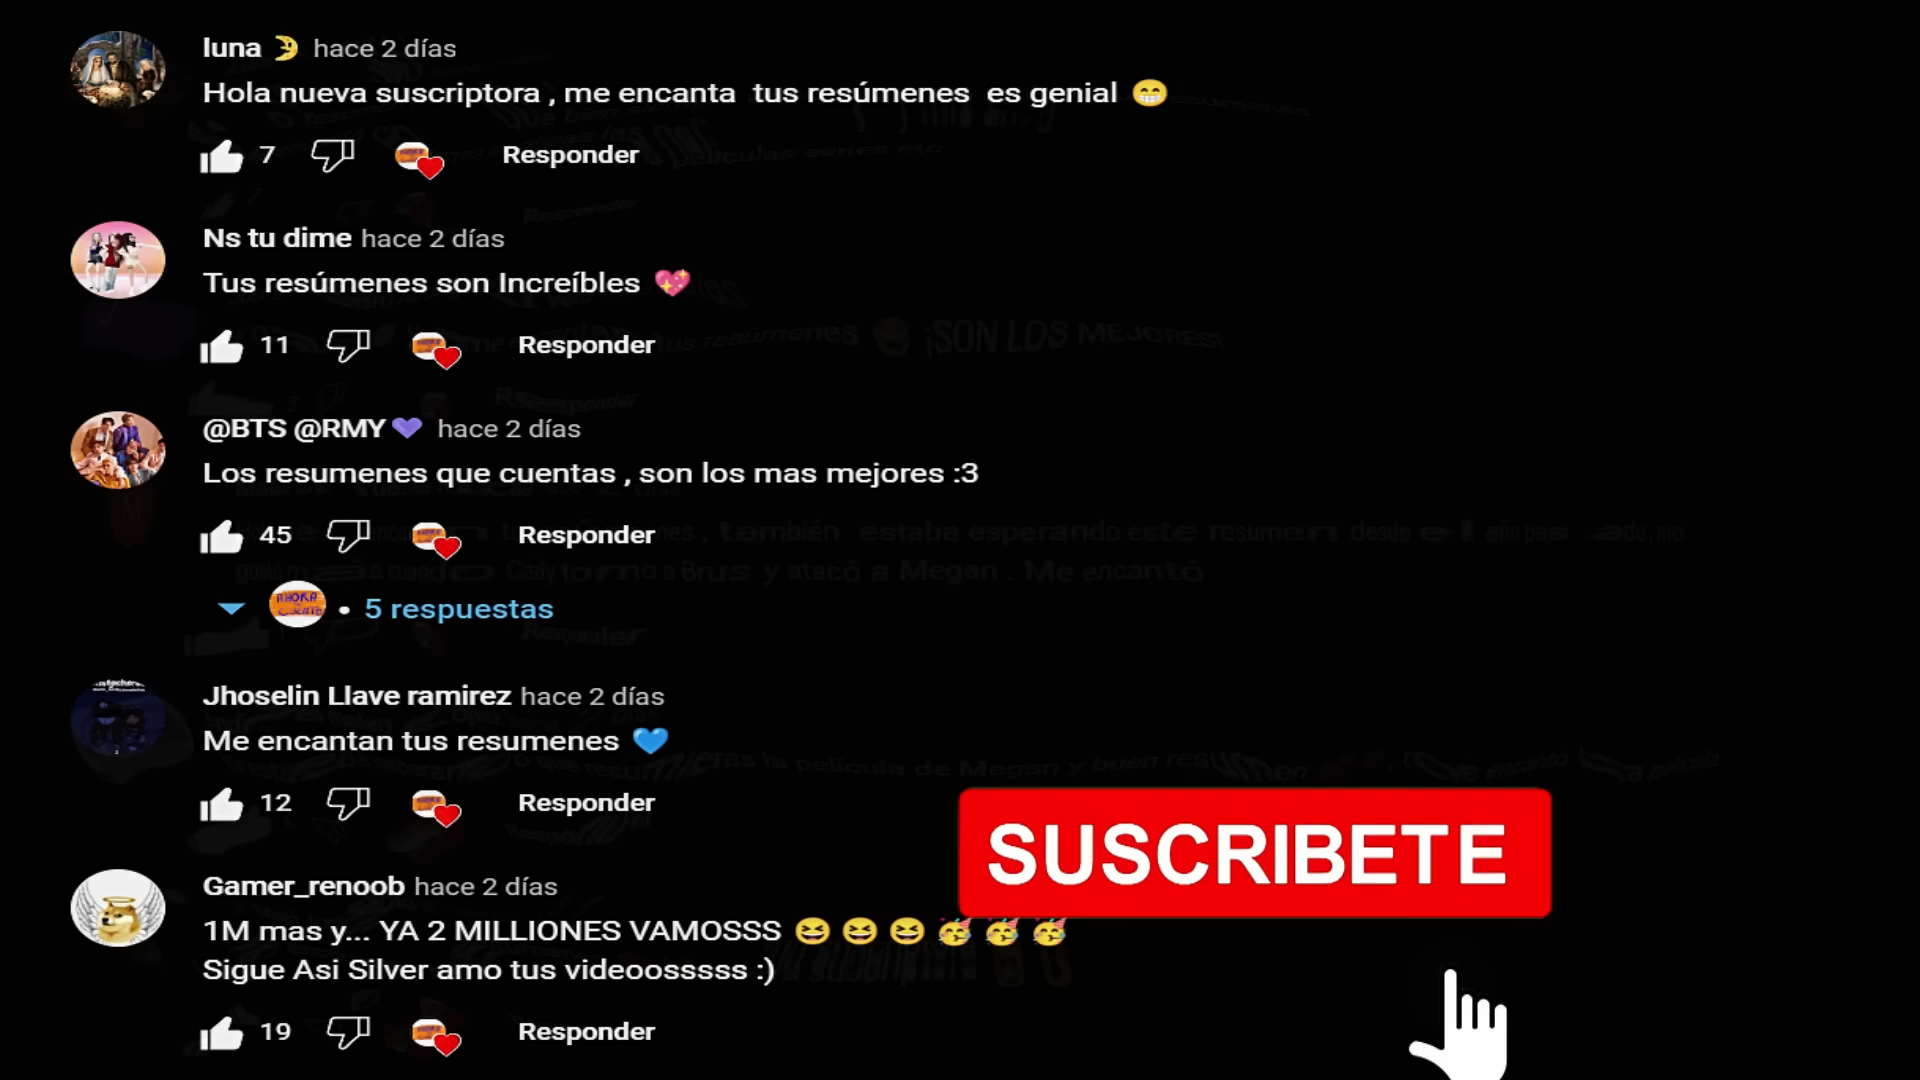 luna 🌛 hace 2 días
Hola nueva suscriptora , me encanta tus resúmenes es genial 😁
7 Responder
Ns tu dime hace 2 días
Tus resúmenes son Increíbles 💖
11 Responder
@BTS @RMY💜 hace 2 días
Los resumenes que cuentas , son los mas mejores :3
45 Responder
AHORA
5 respuestas
Jhoselin Llave ramirez hace 2 días
Me encantan tus resumenes 💙
12 Responder
SUSCRIBETE
Gamer_renoob hace 2 días
1M mas y... YA 2 MILLIONES VAMOSSS 😆 😆 😆 🥳 🥳 🥳
Sigue Asi Silver amo tus videoosssss :)
19 Responder